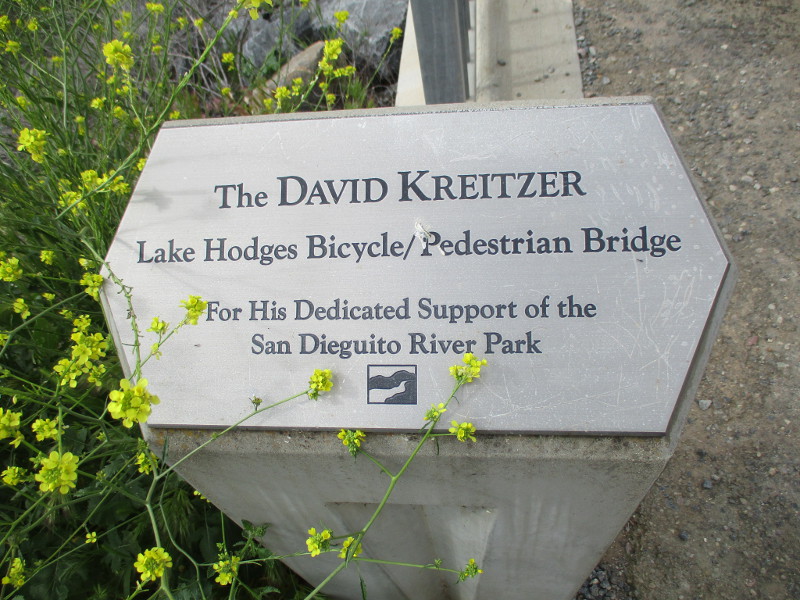 The DAVID KREITZER
Lake Hodges Bicycle/Pedestrian Bridge
For His Dedicated Support of the
San Dieguito River Park